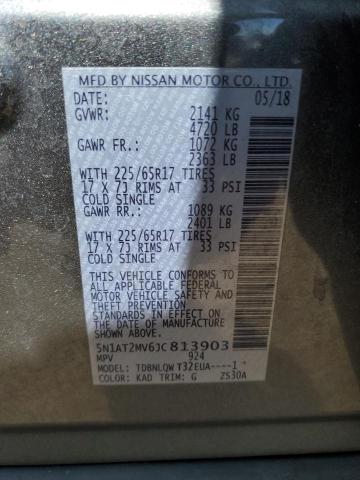 MFD BY NISSAN MOTOR CO., LTD.
DATE: 05/18
GVWR: 2141 KG
4720 LB
GAWR FR.: 1072 KG
2363 LB
WITH 225/65R17 TIRES
17 X 7J RIMS AT 33 PSI
COLD SINGLE
GAWR RR.: 1089 KG
2401 LB
WITH 225/65R17 TIRES
17 X 7J RIMS AT 33 PSI
COLD SINGLE
THIS VEHICLE CONFORMS TO
ALL APPLICABLE FEDERAL
MOTOR VEHICLE SAFETY AND
THEFT PREVENTION
STANDARDS IN EFFECT ON
THE DATE OF MANUFACTURE
SHOWN ABOVE.
5N1AT2MV6JC813903
MPV 924
MODEL: TDBNLQW T32EUA----1
COLOR: KAD TRIM: G ZS30A